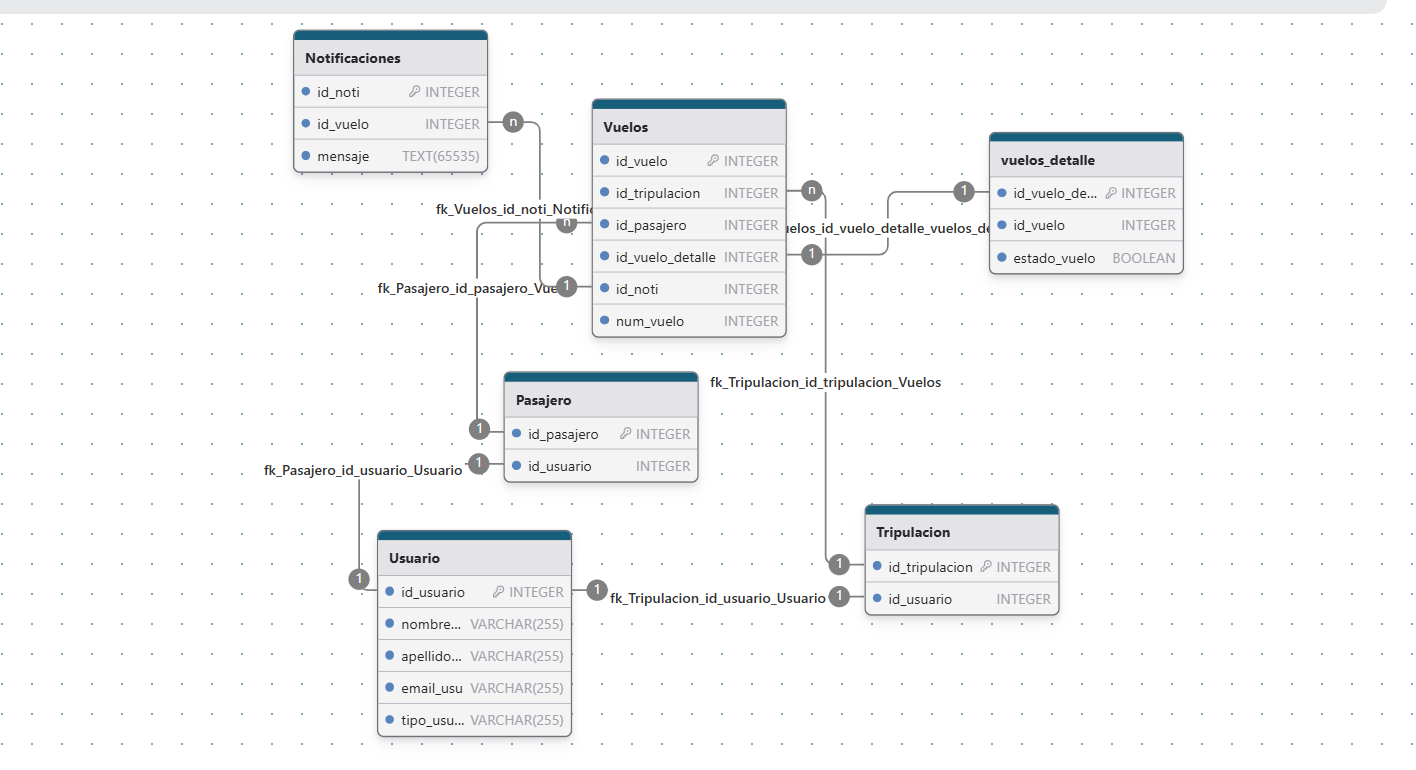 Notificaciones
id_noti INTEGER
id_vuelo INTEGER
mensaje TEXT(65535)
n
Vuelos
id_vuelo INTEGER
id_tripulacion INTEGER
id_pasajero INTEGER
id_vuelo_detalle INTEGER
id_noti INTEGER
num_vuelo INTEGER
n
1
1
vuelos_detalle
id_vuelo_de... INTEGER
id_vuelo INTEGER
estado_vuelo BOOLEAN
fk_Vuelos_id_noti_Notific
n
uelos_id_vuelo_detalle_vuelos_de
fk_Pasajero_id_pasajero_Vue
1
fk_Tripulacion_id_tripulacion_Vuelos
Pasajero
id_pasajero INTEGER
id_usuario INTEGER
1
1
fk_Pasajero_id_usuario_Usuario
Usuario
id_usuario INTEGER
nombre... VARCHAR(255)
apellido... VARCHAR(255)
email_usu VARCHAR(255)
tipo_usu... VARCHAR(255)
1
1
fk_Tripulacion_id_usuario_Usuario
1
1
Tripulacion
id_tripulacion INTEGER
id_usuario INTEGER